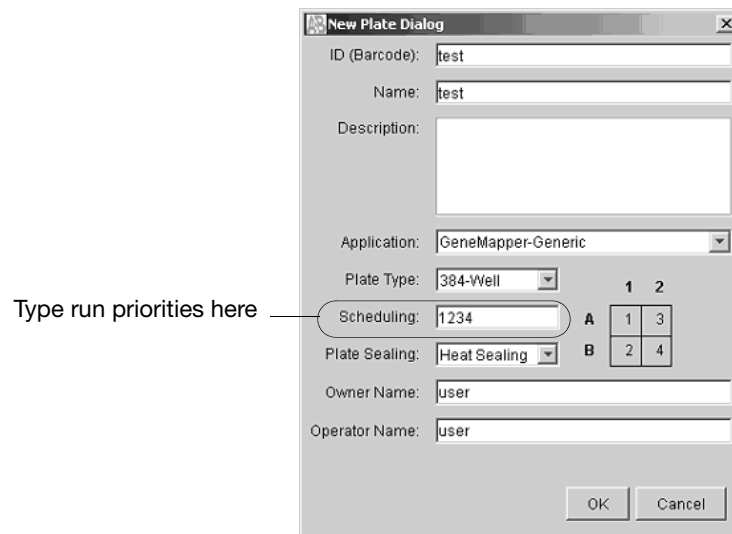 New Plate Dialog
ID (Barcode): test
Name: test
Description:
Application: GeneMapper-Generic
Plate Type: 384-Well
1 2
Type run priorities here
Scheduling: 1234
A 1 3
Plate Sealing: Heat Sealing
B 2 4
Owner Name: user
Operator Name: user
OK Cancel